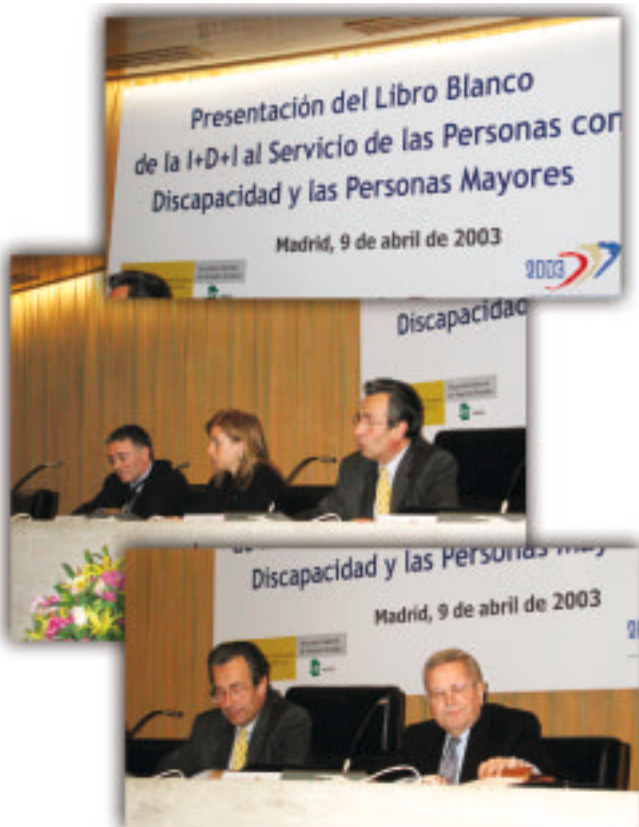 Presentación del Libro Blanco
de la I+D+I al Servicio de las Personas con
Discapacidad y las Personas Mayores
Madrid, 9 de abril de 2003
2003
Discapacidad
Discapacidad y las Personas
Madrid, 9 de abril de 2003